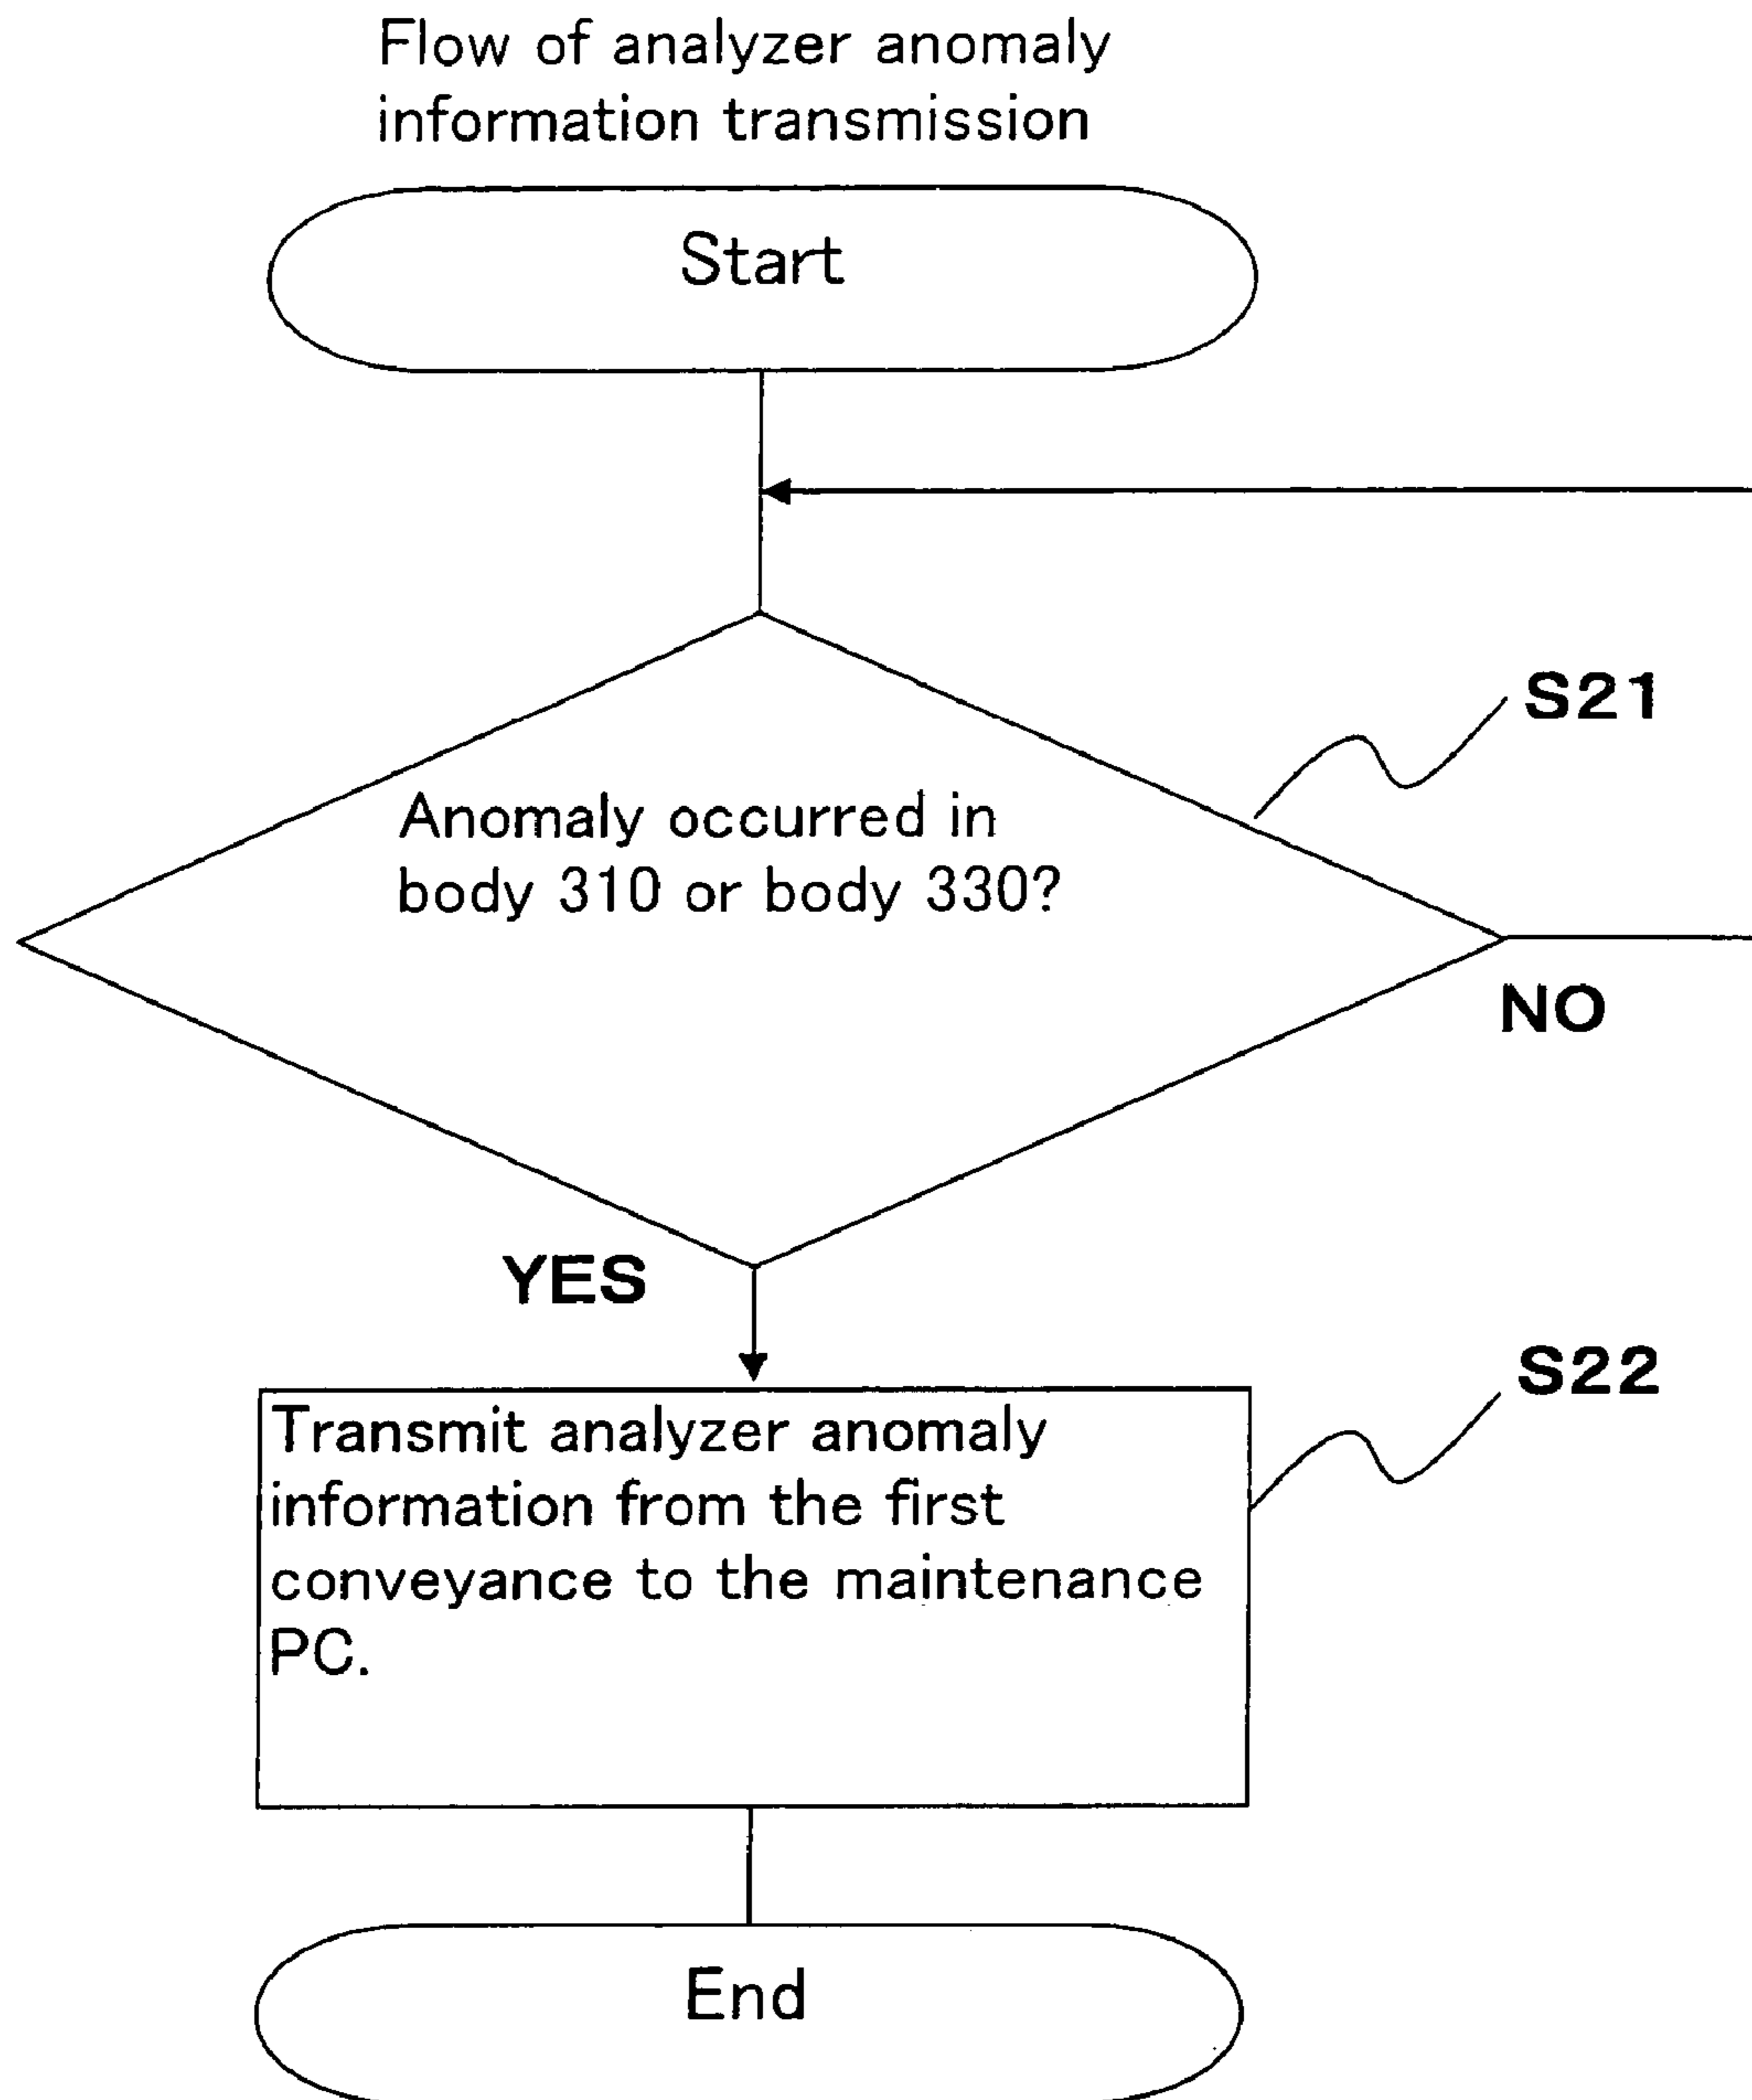 Flow of analyzer anomaly
information transmission
Start
S21
Anomaly occurred in
body 310 or body 330?
NO
YES
S22
Transmit analyzer anomaly
information from the first
conveyance to the maintenance
PC.
End